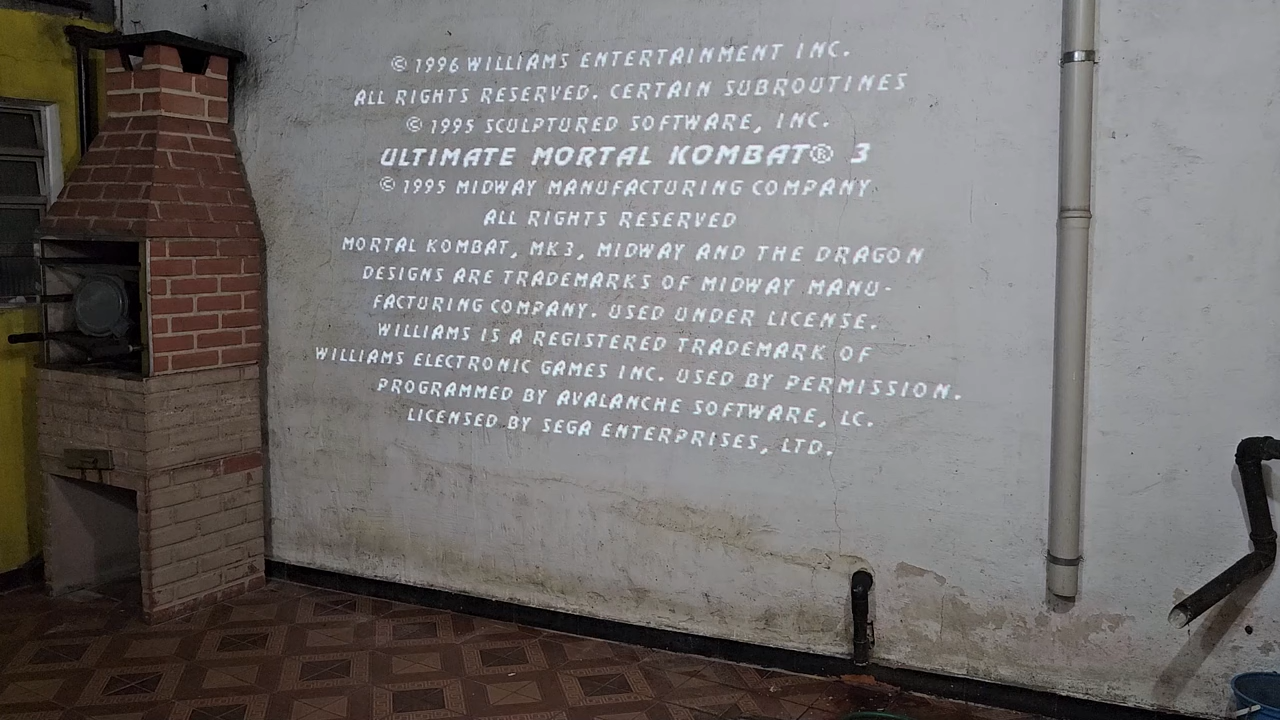 © 1996 WILLIAMS ENTERTAINMENT INC.
ALL RIGHTS RESERVED. CERTAIN SUBROUTINES
© 1995 SCULPTURED SOFTWARE, INC.
ULTIMATE MORTAL KOMBAT® 3
© 1995 MIDWAY MANUFACTURING COMPANY
ALL RIGHTS RESERVED
MORTAL KOMBAT, MK3, MIDWAY AND THE DRAGON
DESIGNS ARE TRADEMARKS OF MIDWAY MANU-
FACTURING COMPANY. USED UNDER LICENSE.
WILLIAMS IS A REGISTERED TRADEMARK OF
WILLIAMS ELECTRONIC GAMES INC. USED BY PERMISSION.
PROGRAMMED BY AVALANCHE SOFTWARE, LC.
LICENSED BY SEGA ENTERPRISES, LTD.